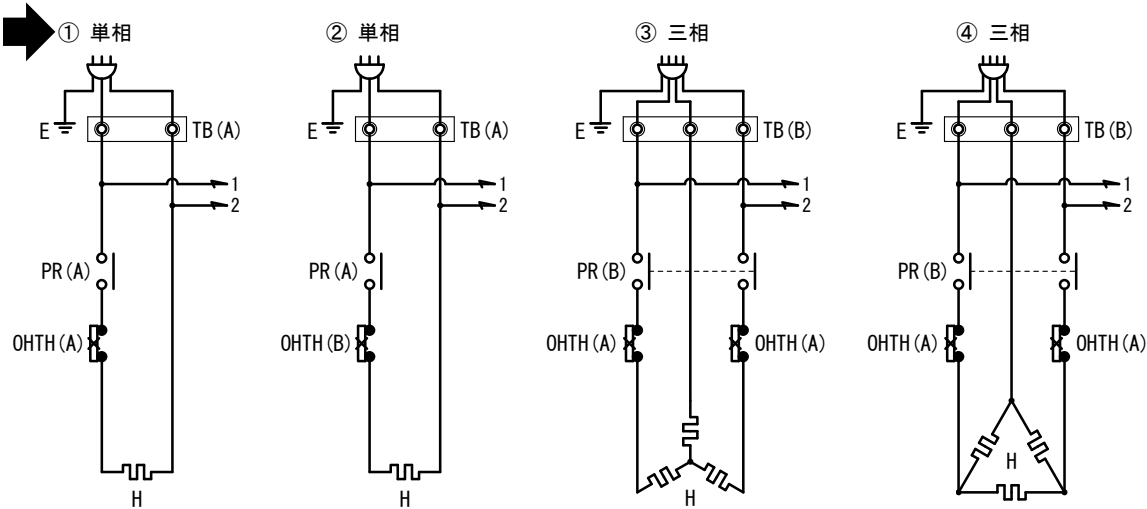 ① 単相
② 単相
③ 三相
④ 三相
E
TB(A)
E
TB(A)
E
TB(B)
E
TB(B)
1
1
1
1
2
2
2
2
PR(A)
PR(A)
PR(B)
PR(B)
OHTH(A)
OHTH(B)
OHTH(A)
OHTH(A)
OHTH(A)
OHTH(A)
H
H
H
H